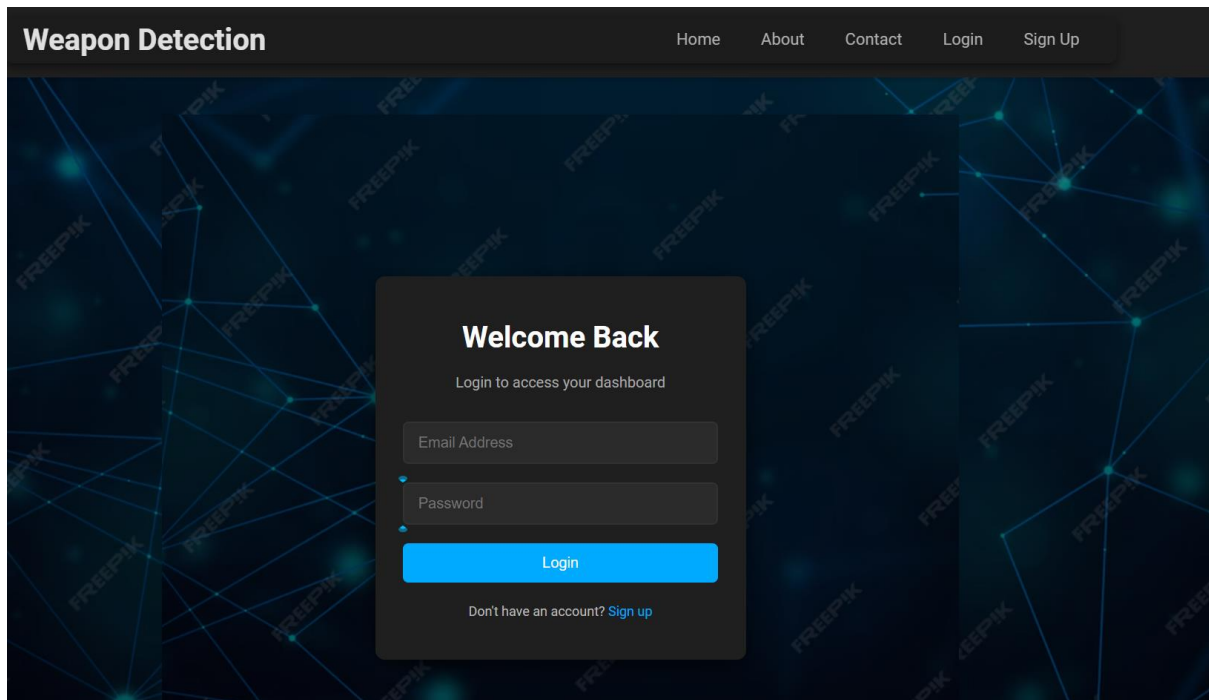 Weapon Detection
Home About Contact Login Sign Up
Welcome Back
Login to access your dashboard
Email Address
Password
Login
Don't have an account? Sign up
FREEPIK